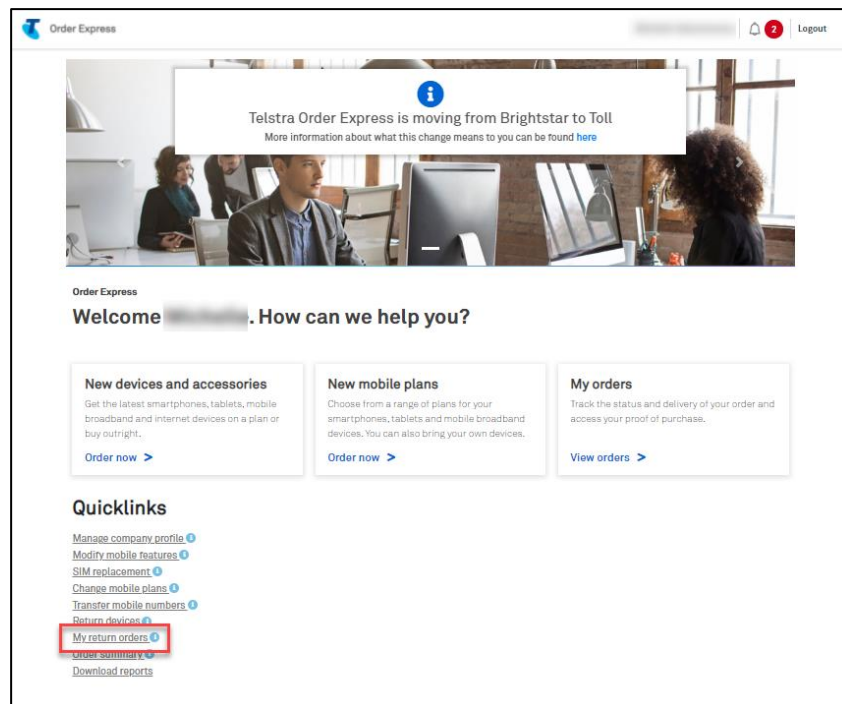 Order Express
2
Logout
Telstra Order Express is moving from Brightstar to Toll
More information about what this change means to you can be found here
Order Express
Welcome . How can we help you?
New devices and accessories
Get the latest smartphones, tablets, mobile
broadband and internet devices on a plan or
buy outright.
Order now >
New mobile plans
Choose from a range of plans for your
smartphones, tablets and mobile broadband
devices. You can also bring your own devices.
Order now >
My orders
Track the status and delivery of your order and
access your proof of purchase.
View orders >
Quicklinks
Manage company profile
Modify mobile features
SIM replacement
Change mobile plans
Transfer mobile numbers
Return devices
My return orders
Order summary
Download reports